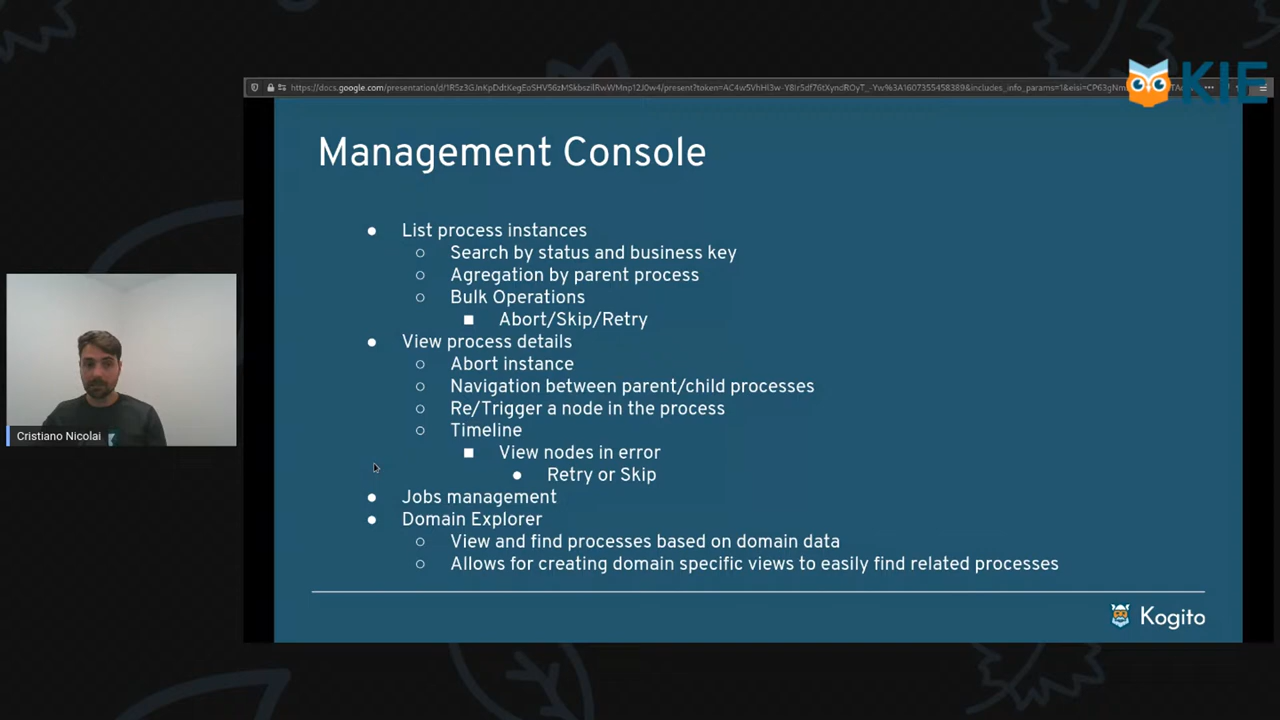 KIE
Management Console
List process instances
Search by status and business key
Agregation by parent process
Bulk Operations
Abort/Skip/Retry
View process details
Abort instance
Navigation between parent/child processes
Re/Trigger a node in the process
Timeline
View nodes in error
Retry or Skip
Jobs management
Domain Explorer
View and find processes based on domain data
Allows for creating domain specific views to easily find related processes
Kogito
Cristiano Nicolai